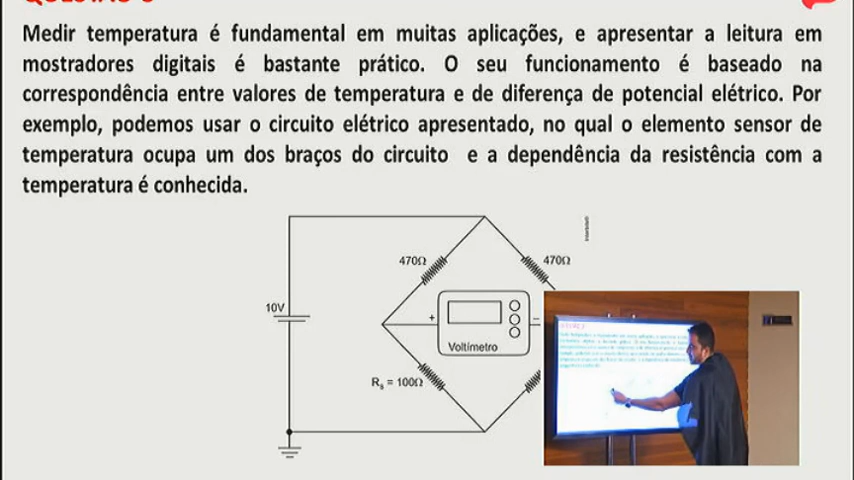 Medir temperatura é fundamental em muitas aplicações, e apresentar a leitura em
mostradores digitais é bastante prático. O seu funcionamento é baseado na
correspondência entre valores de temperatura e de diferença de potencial elétrico. Por
exemplo, podemos usar o circuito elétrico apresentado, no qual o elemento sensor de
temperatura ocupa um dos braços do circuito e a dependência da resistência com a
temperatura é conhecida.
470Ω
470Ω
10V
+
−
Voltímetro
Rs = 100Ω